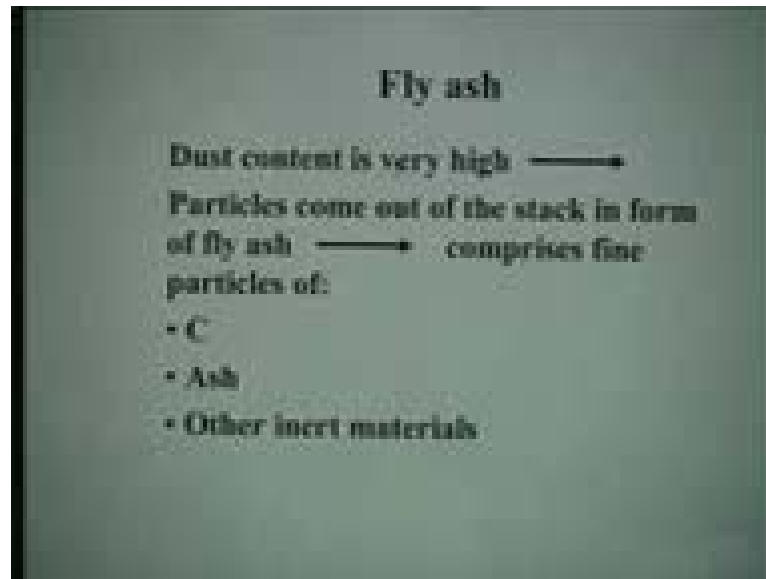 Fly ash
Dust content is very high →
Particles come out of the stack in form
of fly ash → comprises fine
particles of:
• C
• Ash
• Other inert materials